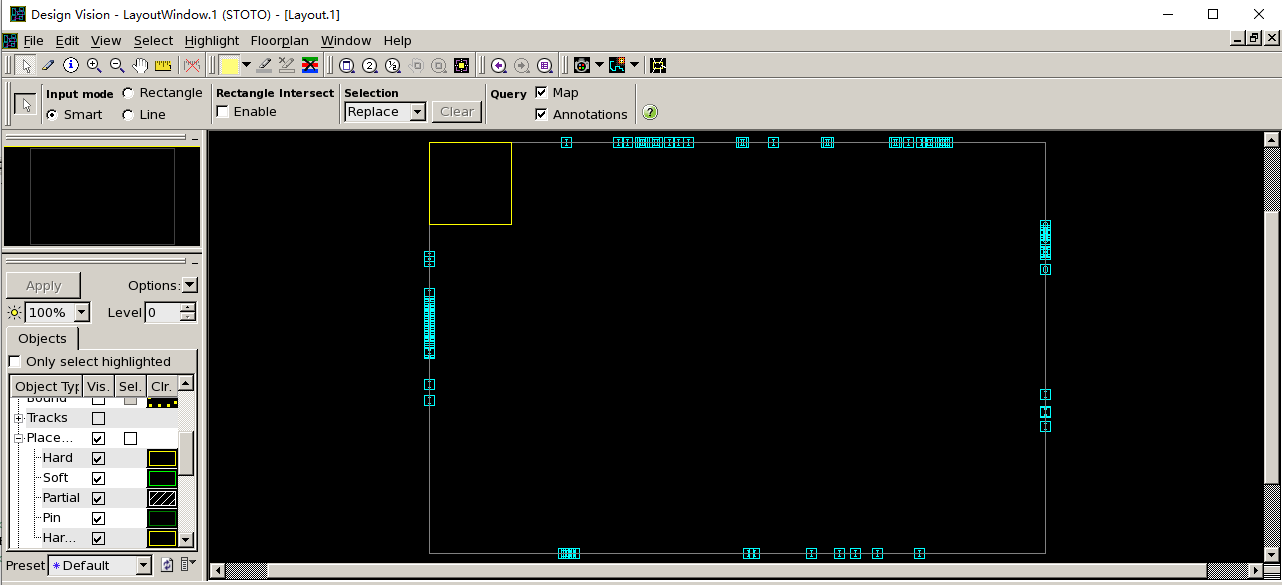 Design Vision - LayoutWindow.1 (STOTO) - [Layout.1]
File Edit View Select Highlight Floorplan Window Help
Input mode Rectangle Rectangle Intersect Selection Query Map
Smart Line Enable Replace Clear Annotations
Apply Options:
100% Level 0
Objects
Only select highlighted
Object Typ Vis. Sel. Clr.
Bound
Tracks
Place...
Hard
Soft
Partial
Pin
Har...
Preset * Default